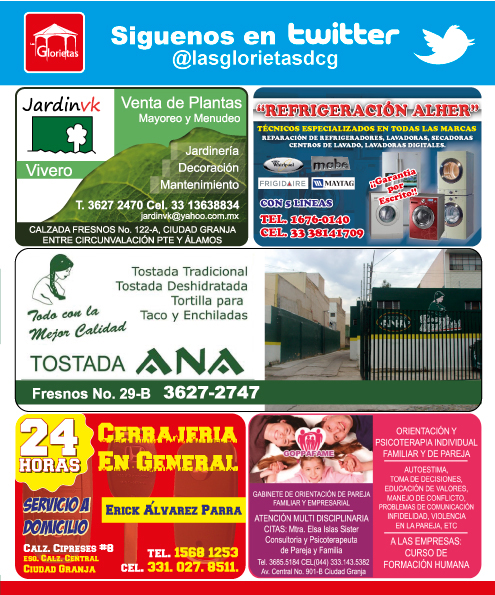 Las Glorietas
Siguenos en twitter
@lasglorietasdcg
Jardinvk
Vivero
Venta de Plantas
Mayoreo y Menudeo
Jardinería
Decoración
Mantenimiento
T. 3627 2470 Cel. 33 13638834
jardinvk@yahoo.com.mx
CALZADA FRESNOS No. 122-A, CIUDAD GRANJA
ENTRE CIRCUNVALACIÓN PTE Y ÁLAMOS
"REFRIGERACIÓN ALHER"
TÉCNICOS ESPECIALIZADOS EN TODAS LAS MARCAS
REPARACIÓN DE REFRIGERADORES, LAVADORAS, SECADORAS
CENTROS DE LAVADO, LAVADORAS DIGITALES.
Whirlpool mabe
FRIGIDAIRE MAYTAG
"Garantía
por
Escrito"
CON 5 LINEAS
TEL. 1676-0140
CEL. 33 38141709
Todo con la
Mejor Calidad
Tostada Tradicional
Tostada Deshidratada
Tortilla para
Taco y Enchiladas
TOSTADA ANA
Fresnos No. 29-B 3627-2747
24
HORAS
CERRAJERIA
EN GENERAL
SERVICIO A
DOMICILIO
ERICK ÁLVAREZ PARRA
CALZ. CIPRESES #8
ESQ. CALZ. CENTRAL
CIUDAD GRANJA
TEL. 1568 1253
CEL. 331. 027. 8511.
GOPPAFAME
GABINETE DE ORIENTACIÓN DE PAREJA
FAMILIAR Y EMPRESARIAL
ATENCIÓN MULTI DISCIPLINARIA
CITAS: Mtra. Elsa Islas Sister
Consultoria y Psicoterapeuta
de Pareja y Familia
Tel. 3685.5184 CEL(044) 333.143.5382
Av. Central No. 901-B Ciudad Granja
ORIENTACIÓN Y
PSICOTERAPIA INDIVIDUAL
FAMILIAR Y DE PAREJA
AUTOESTIMA,
TOMA DE DECISIONES,
EDUCACIÓN DE VALORES,
MANEJO DE CONFLICTO,
PROBLEMAS DE COMUNICACIÓN
INFIDELIDAD, VIOLENCIA
EN LA PAREJA, ETC
A LAS EMPRESAS:
CURSO DE
FORMACIÓN HUMANA